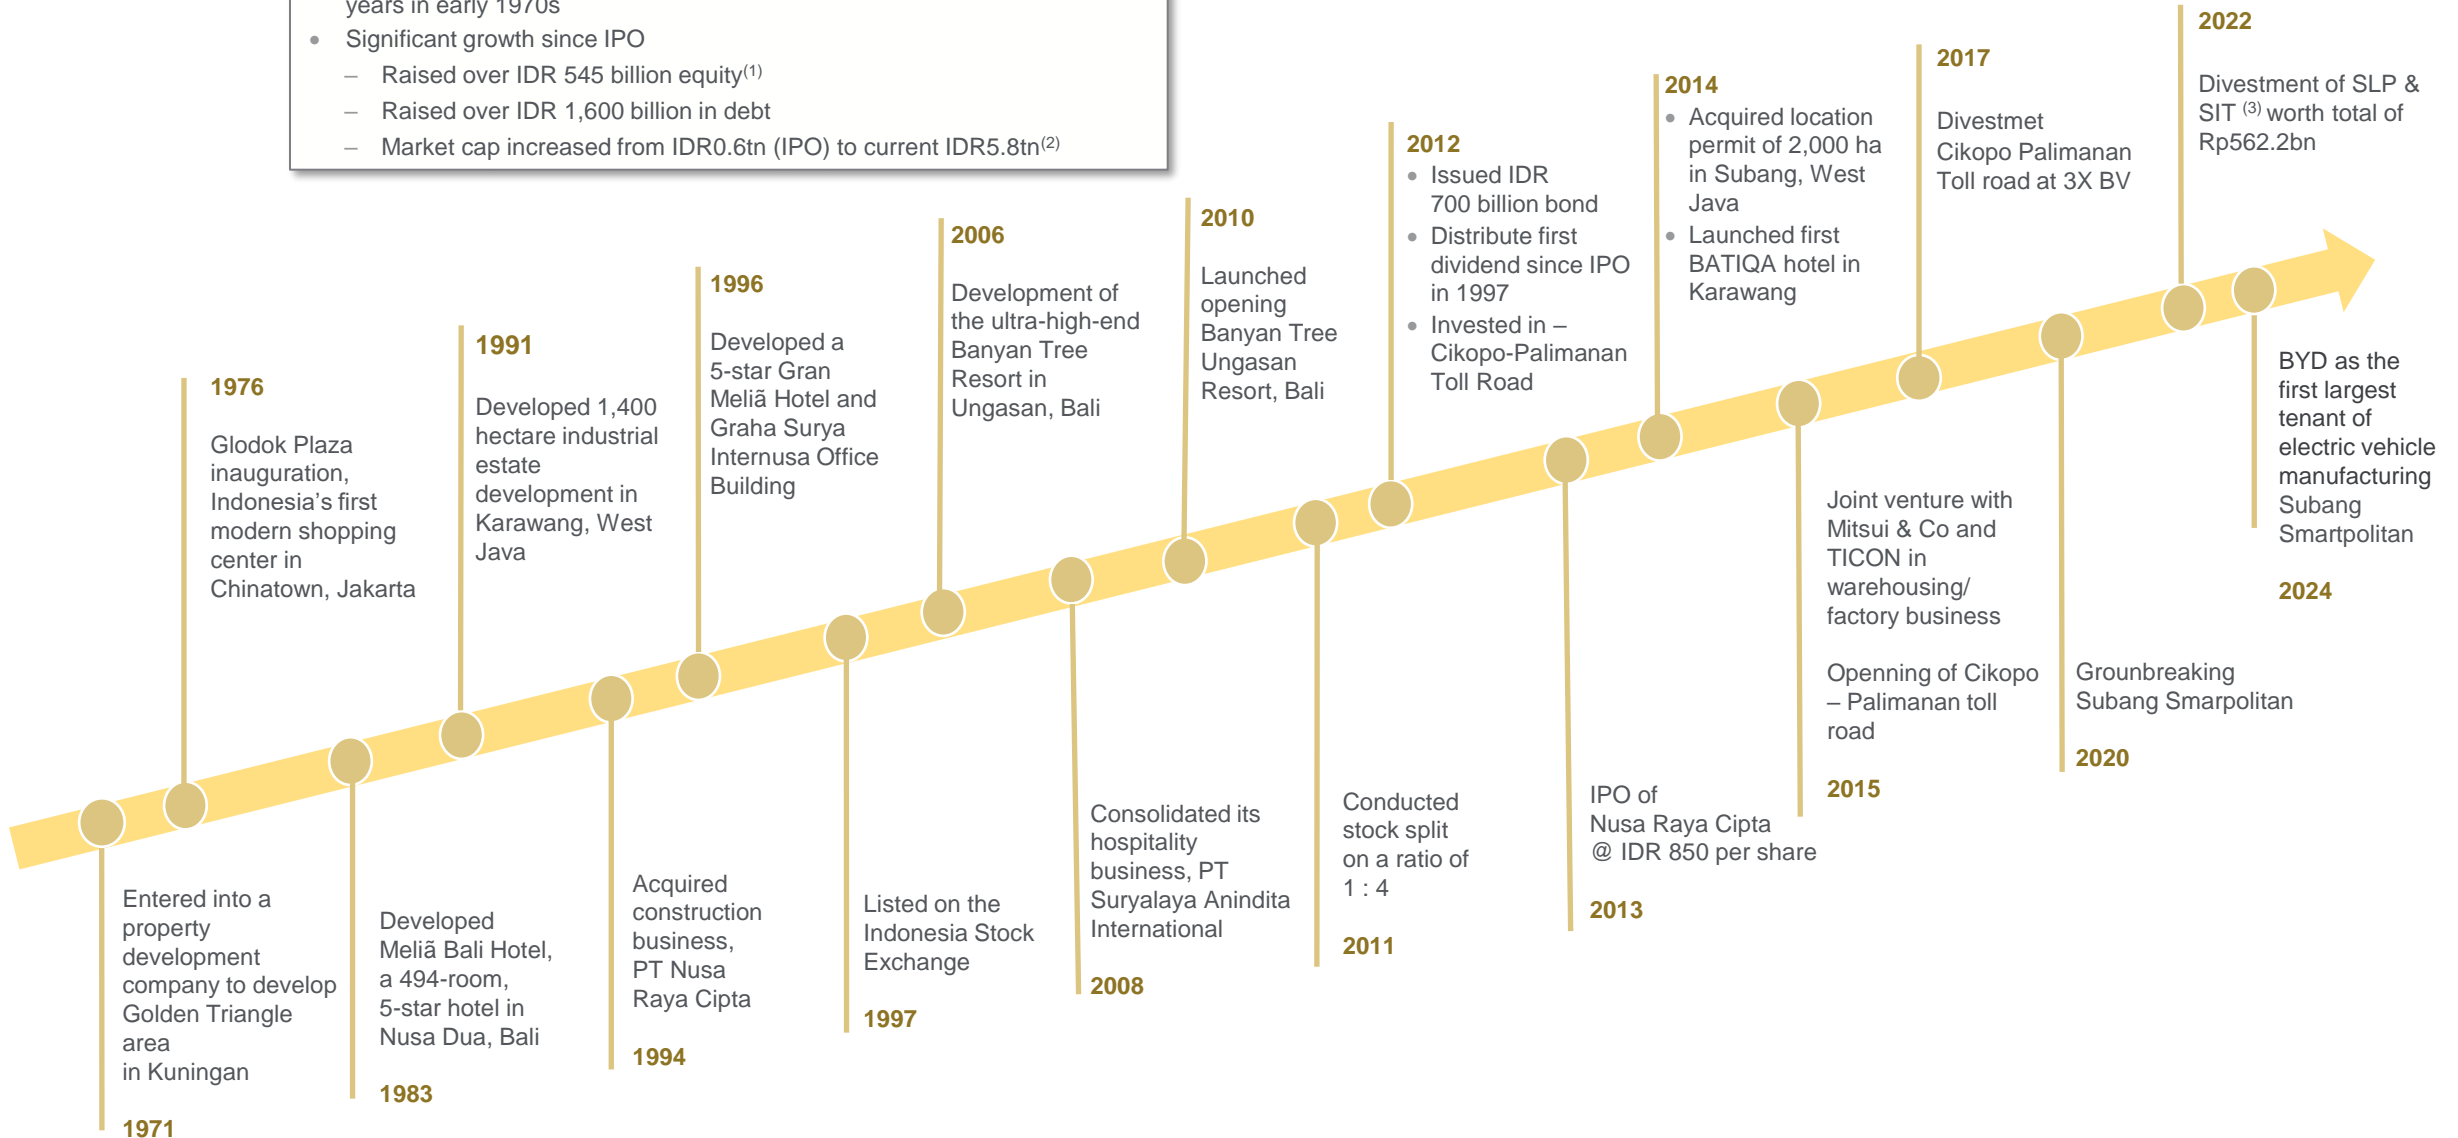 years in early 1970s
• Significant growth since IPO
– Raised over IDR 545 billion equity(1)
– Raised over IDR 1,600 billion in debt
– Market cap increased from IDR0.6tn (IPO) to current IDR5.8tn(2)
1971
Entered into a
property
development
company to develop
Golden Triangle
area
in Kuningan
1976
Glodok Plaza
inauguration,
Indonesia's first
modern shopping
center in
Chinatown, Jakarta
1983
Developed
Meliã Bali Hotel,
a 494-room,
5-star hotel in
Nusa Dua, Bali
1991
Developed 1,400
hectare industrial
estate
development in
Karawang, West
Java
1994
Acquired
construction
business,
PT Nusa
Raya Cipta
1996
Developed a
5-star Gran
Meliã Hotel and
Graha Surya
Internusa Office
Building
1997
Listed on the
Indonesia Stock
Exchange
2006
Development of
the ultra-high-end
Banyan Tree
Resort in
Ungasan, Bali
2008
Consolidated its
hospitality
business, PT
Suryalaya Anindita
International
2010
Launched
opening
Banyan Tree
Ungasan
Resort, Bali
2011
Conducted
stock split
on a ratio of
1 : 4
2012
• Issued IDR
700 billion bond
• Distribute first
dividend since IPO
in 1997
• Invested in –
Cikopo-Palimanan
Toll Road
2013
IPO of
Nusa Raya Cipta
@ IDR 850 per share
2014
• Acquired location
permit of 2,000 ha
in Subang, West
Java
• Launched first
BATIQA hotel in
Karawang
2015
Joint venture with
Mitsui & Co and
TICON in
warehousing/
factory business
Openning of Cikopo
– Palimanan toll
road
2017
Divestmet
Cikopo Palimanan
Toll road at 3X BV
2020
Grounbreaking
Subang Smarpolitan
2022
Divestment of SLP &
SIT (3) worth total of
Rp562.2bn
2024
BYD as the
first largest
tenant of
electric vehicle
manufacturing
Subang
Smartpolitan